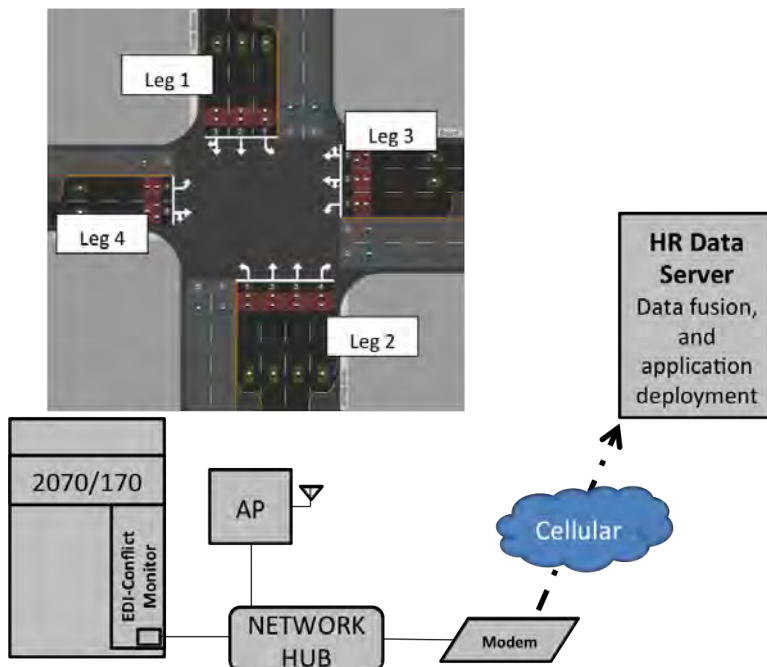 Leg 1
Leg 3
Leg 4
Leg 2
HR Data
Server
Data fusion,
and
application
deployment
2070/170
EDI-Conflict
Monitor
AP
Cellular
NETWORK
HUB
Modem